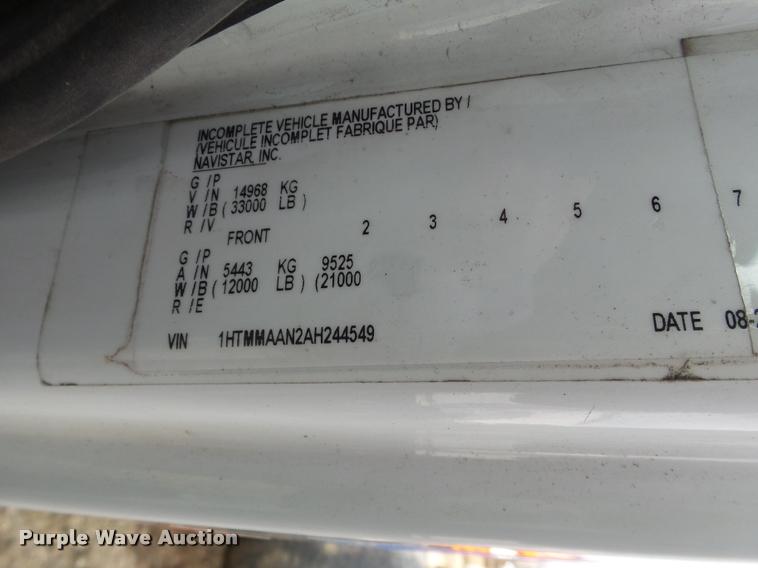 INCOMPLETE VEHICLE MANUFACTURED BY /
(VEHICULE INCOMPLET FABRIQUE PAR)
NAVISTAR, INC.
G /P
V /N 14968 KG
W /B ( 33000 LB )
R /V
FRONT 2 3 4 5 6 7
G /P
A /N 5443 KG 9525
W /B ( 12000 LB ) (21000
R /E
VIN 1HTMMAAN2AH244549 DATE 08-
Purple Wave Auction